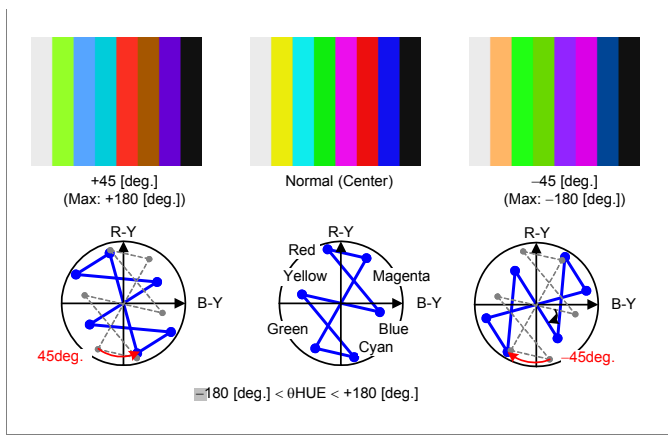 +45 [deg.]
(Max: +180 [deg.])
Normal (Center)
−45 [deg.]
(Max: −180 [deg.])
R-Y
B-Y
45deg.
R-Y
Red
Yellow
Magenta
B-Y
Green
Blue
Cyan
R-Y
B-Y
−45deg.
−180 [deg.] < θHUE < +180 [deg.]